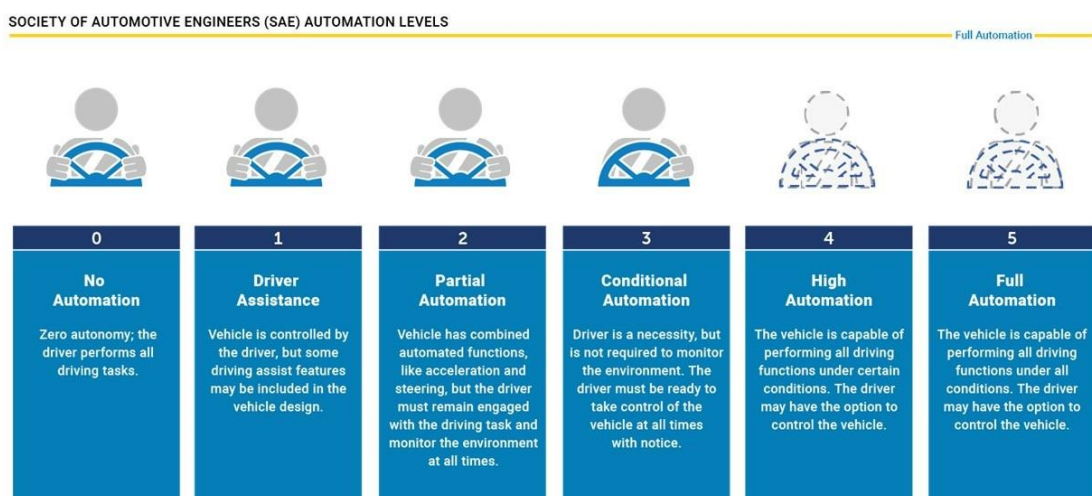 SOCIETY OF AUTOMOTIVE ENGINEERS (SAE) AUTOMATION LEVELS
Full Automation
0
No
Automation
Zero autonomy; the
driver performs all
driving tasks.
1
Driver
Assistance
Vehicle is controlled by
the driver, but some
driving assist features
may be included in the
vehicle design.
2
Partial
Automation
Vehicle has combined
automated functions,
like acceleration and
steering, but the driver
must remain engaged
with the driving task and
monitor the environment
at all times.
3
Conditional
Automation
Driver is a necessity, but
is not required to monitor
the environment. The
driver must be ready to
take control of the
vehicle at all times
with notice.
4
High
Automation
The vehicle is capable of
performing all driving
functions under certain
conditions. The driver
may have the option to
control the vehicle.
5
Full
Automation
The vehicle is capable of
performing all driving
functions under all
conditions. The driver
may have the option to
control the vehicle.